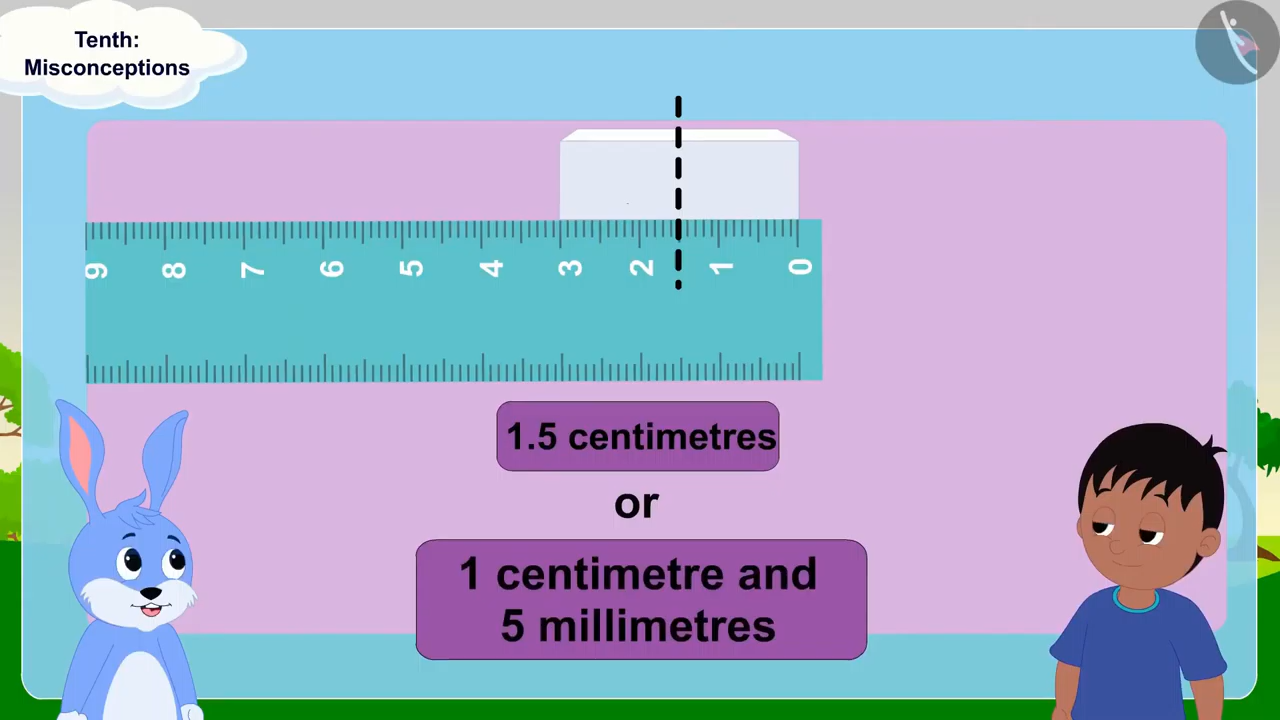 Tenth:
Misconceptions
9 8 7 6 5 4 3 2 1 0
1.5 centimetres
or
1 centimetre and
5 millimetres